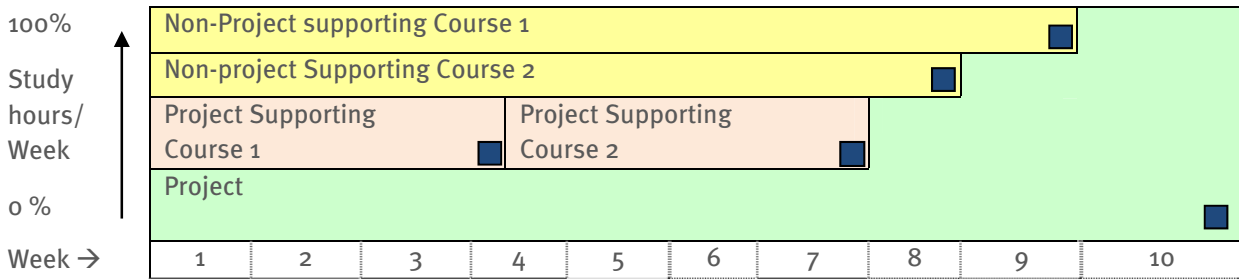 100%
Non-Project supporting Course 1
Study
hours/
Week
Non-project Supporting Course 2
Project Supporting
Course 1
Project Supporting
Course 2
0 %
Project
Week →
1
2
3
4
5
6
7
8
9
10